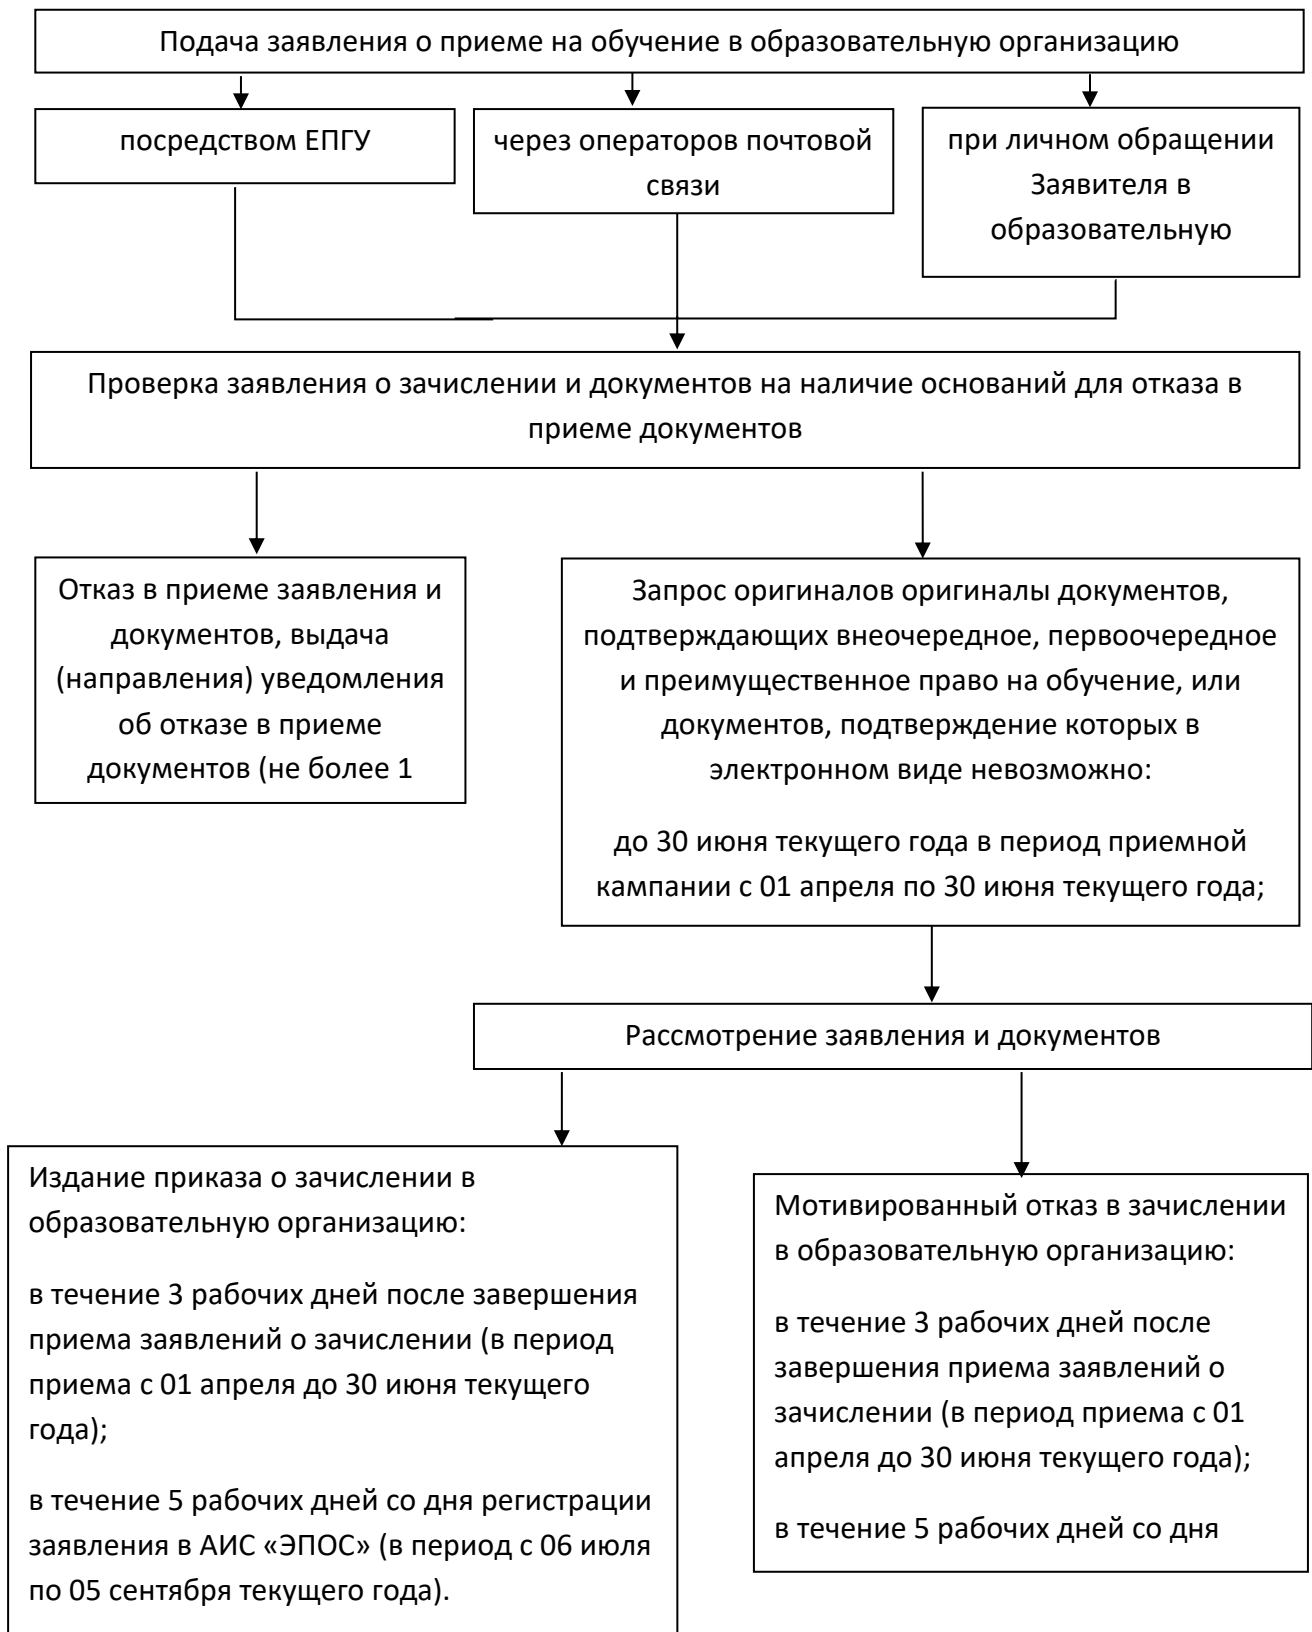 Подача заявления о приеме на обучение в образовательную организацию
посредством ЕПГУ
через операторов почтовой
связи
при личном обращении
Заявителя в
образовательную
Проверка заявления о зачислении и документов на наличие оснований для отказа в
приеме документов
Отказ в приеме заявления и
документов, выдача
(направления) уведомления
об отказе в приеме
документов (не более 1
Запрос оригиналов оригиналы документов,
подтверждающих внеочередное, первоочередное
и преимущественное право на обучение, или
документов, подтверждение которых в
электронном виде невозможно:
до 30 июня текущего года в период приемной
кампании с 01 апреля по 30 июня текущего года;
Рассмотрение заявления и документов
Издание приказа о зачислении в
образовательную организацию:
в течение 3 рабочих дней после завершения
приема заявлений о зачислении (в период
приема с 01 апреля до 30 июня текущего
года);
в течение 5 рабочих дней со дня регистрации
заявления в АИС «ЭПОС» (в период с 06 июля
по 05 сентября текущего года).
Мотивированный отказ в зачислении
в образовательную организацию:
в течение 3 рабочих дней после
завершения приема заявлений о
зачислении (в период приема с 01
апреля до 30 июня текущего года);
в течение 5 рабочих дней со дня